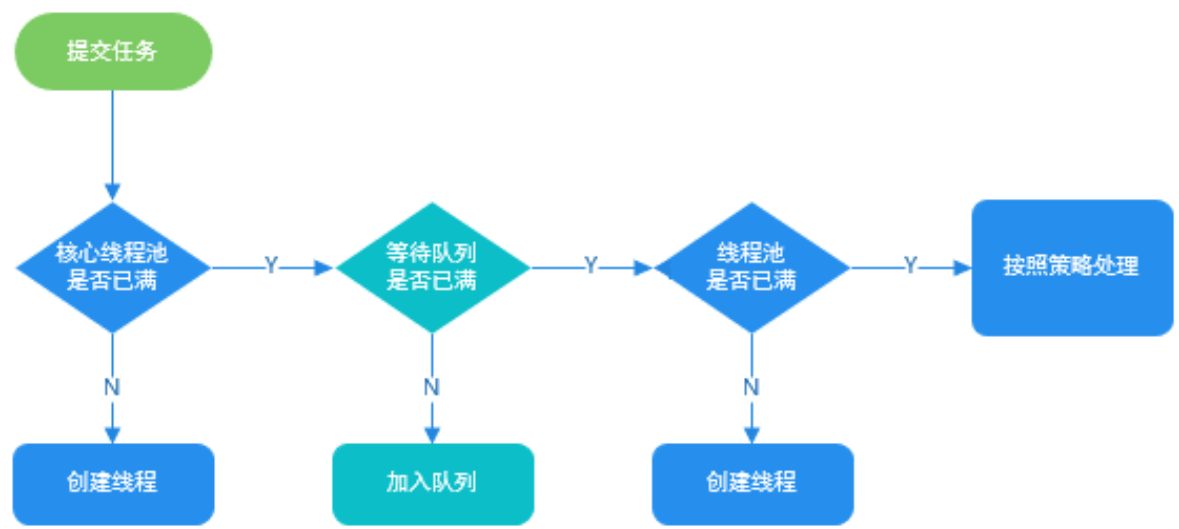 提交任务
核心线程池
是否已满
Y
等待队列
是否已满
Y
线程池
是否已满
Y
按照策略处理
N
N
N
创建线程
加入队列
创建线程